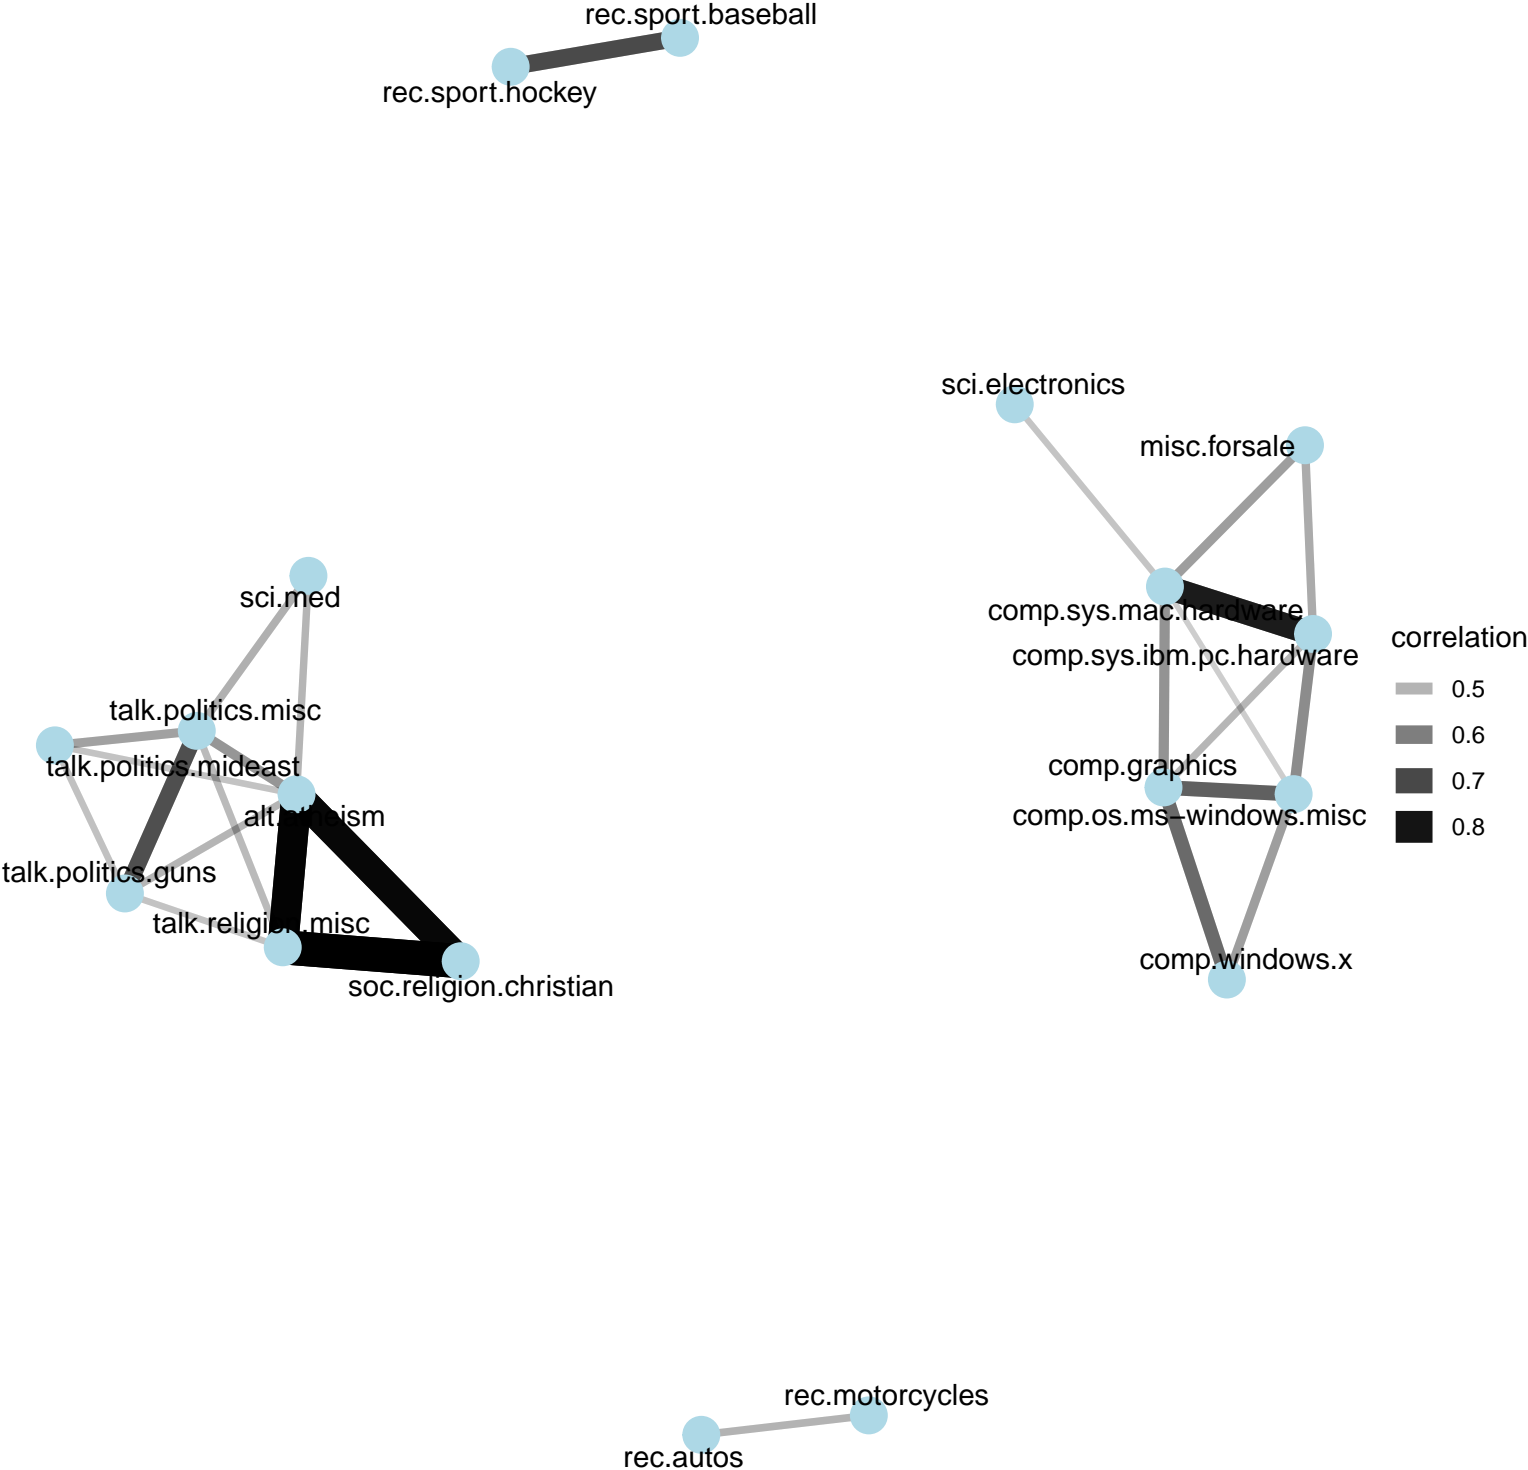 rec.sport.baseball
rec.sport.hockey
sci.electronics
misc.forsale
sci.med
comp.sys.mac.hardware
correlation
comp.sys.ibm.pc.hardware
0.5
talk.politics.misc
0.6
talk.politics.mideast
comp.graphics
0.7
alt.atheism
comp.os.ms−windows.misc
0.8
talk.politics.guns
talk.religion.misc
comp.windows.x
soc.religion.christian
rec.motorcycles
rec.autos